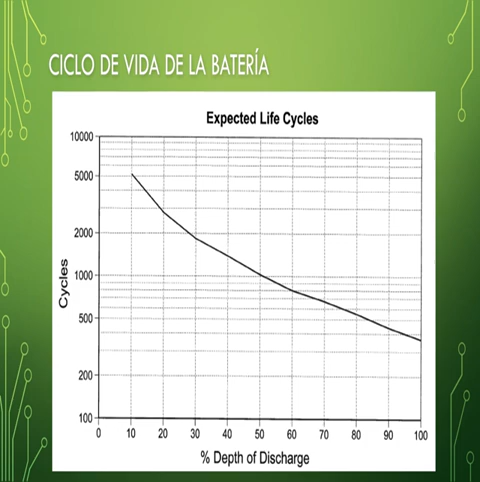 CICLO DE VIDA DE LA BATERÍA
Expected Life Cycles
10000
5000
2000
1000
500
200
100
Cycles
0 10 20 30 40 50 60 70 80 90 100
% Depth of Discharge